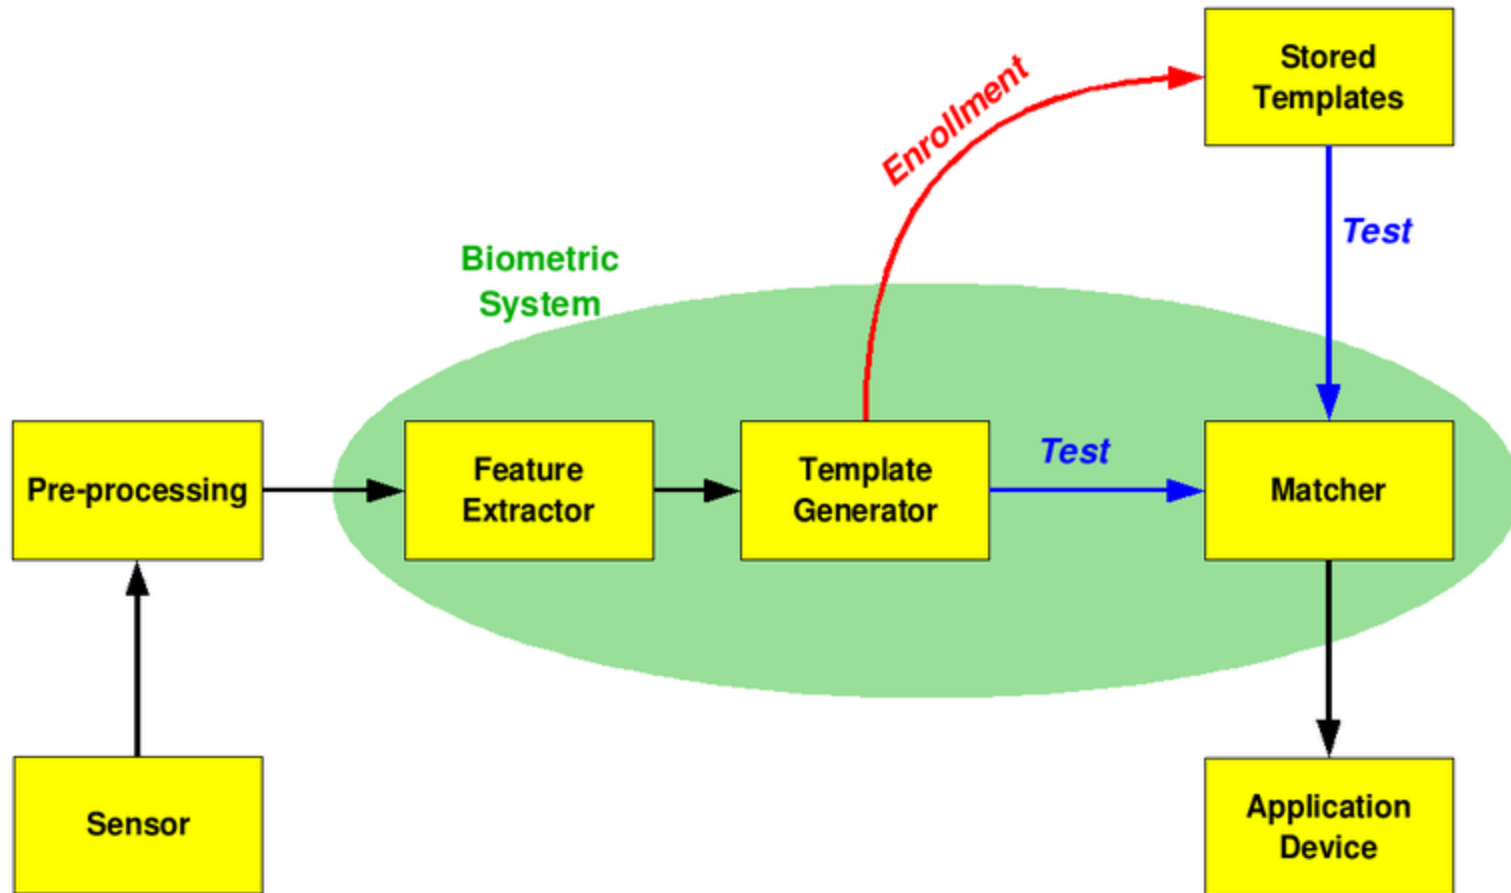 Stored
Templates
Enrollment
Test
Biometric
System
Pre-processing
Feature
Extractor
Template
Generator
Test
Matcher
Sensor
Application
Device